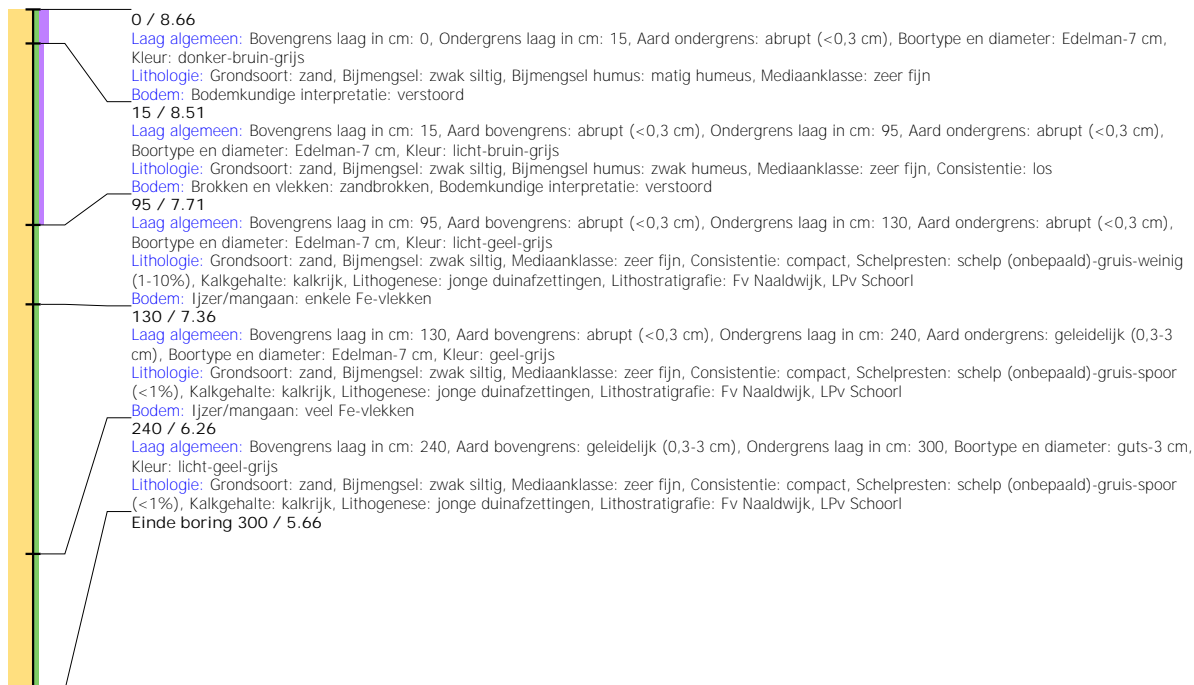 0 / 8.66
Laag algemeen: Bovengrens laag in cm: 0, Ondergrens laag in cm: 15, Aard ondergrens: abrupt (<0,3 cm), Boortype en diameter: Edelman-7 cm,
Kleur: donker-bruin-grijs
Lithologie: Grondsoort: zand, Bijmengsel: zwak siltig, Bijmengsel humus: matig humeus, Mediaanklasse: zeer fijn
Bodem: Bodemkundige interpretatie: verstoord
15 / 8.51
Laag algemeen: Bovengrens laag in cm: 15, Aard bovengrens: abrupt (<0,3 cm), Ondergrens laag in cm: 95, Aard ondergrens: abrupt (<0,3 cm),
Boortype en diameter: Edelman-7 cm, Kleur: licht-bruin-grijs
Lithologie: Grondsoort: zand, Bijmengsel: zwak siltig, Bijmengsel humus: zwak humeus, Mediaanklasse: zeer fijn, Consistentie: los
Bodem: Brokken en vlekken: zandbrokken, Bodemkundige interpretatie: verstoord
95 / 7.71
Laag algemeen: Bovengrens laag in cm: 95, Aard bovengrens: abrupt (<0,3 cm), Ondergrens laag in cm: 130, Aard ondergrens: abrupt (<0,3 cm),
Boortype en diameter: Edelman-7 cm, Kleur: licht-geel-grijs
Lithologie: Grondsoort: zand, Bijmengsel: zwak siltig, Mediaanklasse: zeer fijn, Consistentie: compact, Schelpresten: schelp (onbepaald)-gruis-weinig
(1-10%), Kalkgehalte: kalkrijk, Lithogenese: jonge duinafzettingen, Lithostratigrafie: Fv Naaldwijk, LPv Schoorl
Bodem: Ijzer/mangaan: enkele Fe-vlekken
130 / 7.36
Laag algemeen: Bovengrens laag in cm: 130, Aard bovengrens: abrupt (<0,3 cm), Ondergrens laag in cm: 240, Aard ondergrens: geleidelijk (0,3-3
cm), Boortype en diameter: Edelman-7 cm, Kleur: geel-grijs
Lithologie: Grondsoort: zand, Bijmengsel: zwak siltig, Mediaanklasse: zeer fijn, Consistentie: compact, Schelpresten: schelp (onbepaald)-gruis-spoor
(<1%), Kalkgehalte: kalkrijk, Lithogenese: jonge duinafzettingen, Lithostratigrafie: Fv Naaldwijk, LPv Schoorl
Bodem: Ijzer/mangaan: veel Fe-vlekken
240 / 6.26
Laag algemeen: Bovengrens laag in cm: 240, Aard bovengrens: geleidelijk (0,3-3 cm), Ondergrens laag in cm: 300, Boortype en diameter: guts-3 cm,
Kleur: licht-geel-grijs
Lithologie: Grondsoort: zand, Bijmengsel: zwak siltig, Mediaanklasse: zeer fijn, Consistentie: compact, Schelpresten: schelp (onbepaald)-gruis-spoor
(<1%), Kalkgehalte: kalkrijk, Lithogenese: jonge duinafzettingen, Lithostratigrafie: Fv Naaldwijk, LPv Schoorl
Einde boring 300 / 5.66